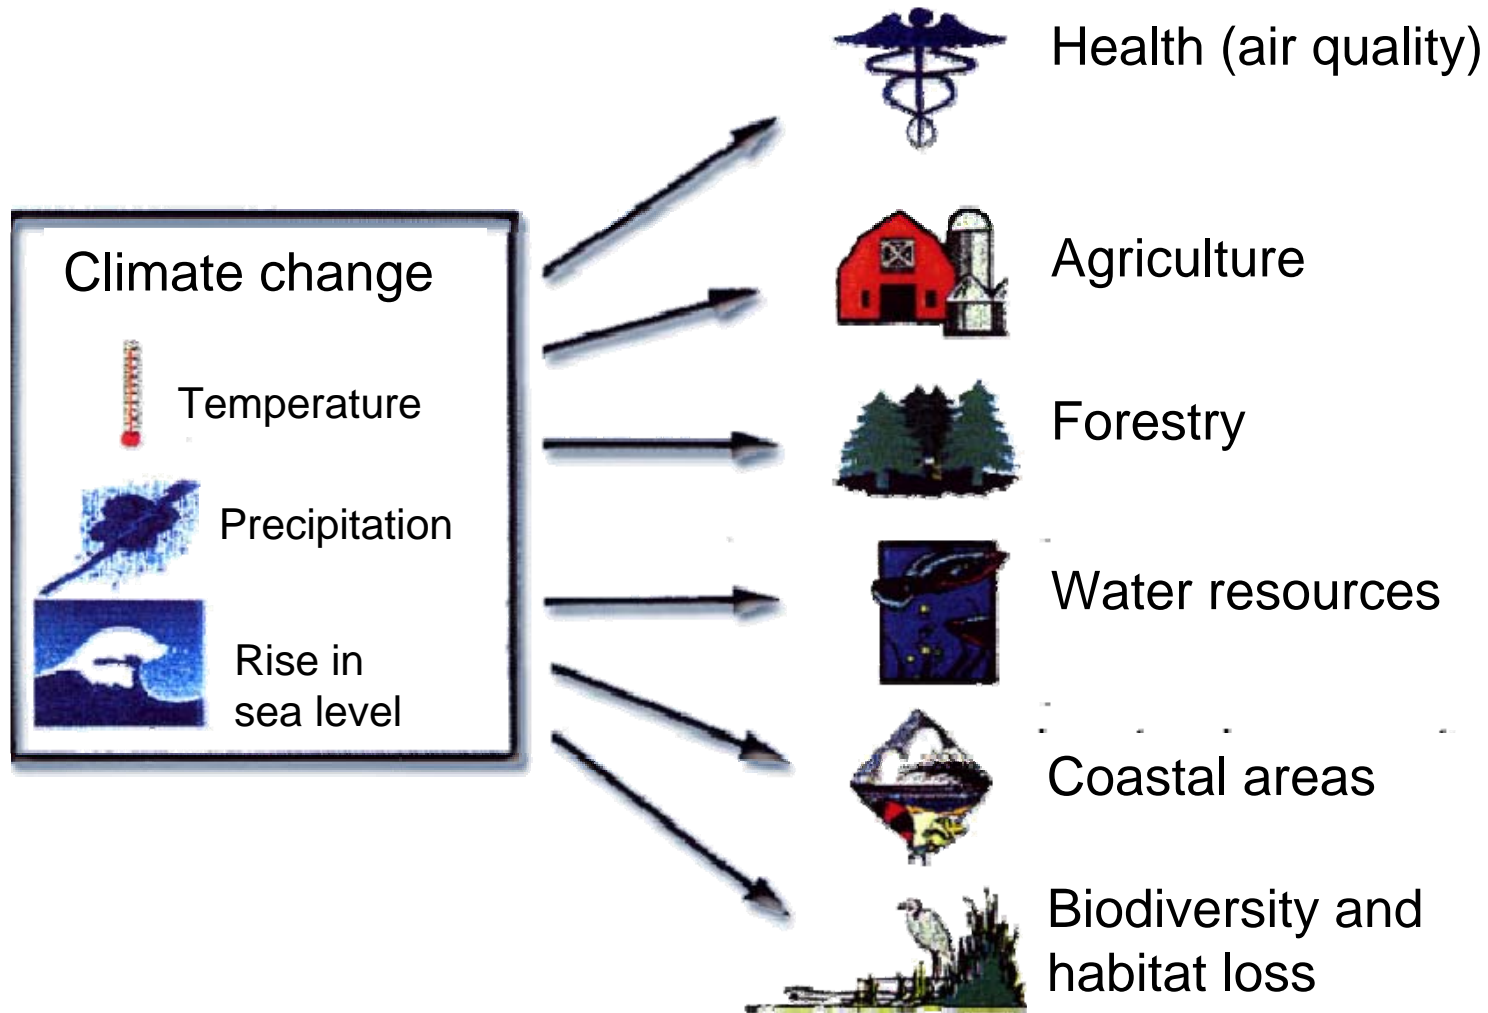 Climate change
Temperature
Precipitation
Rise in
sea level
Health (air quality)
Agriculture
Forestry
Water resources
Coastal areas
Biodiversity and
habitat loss